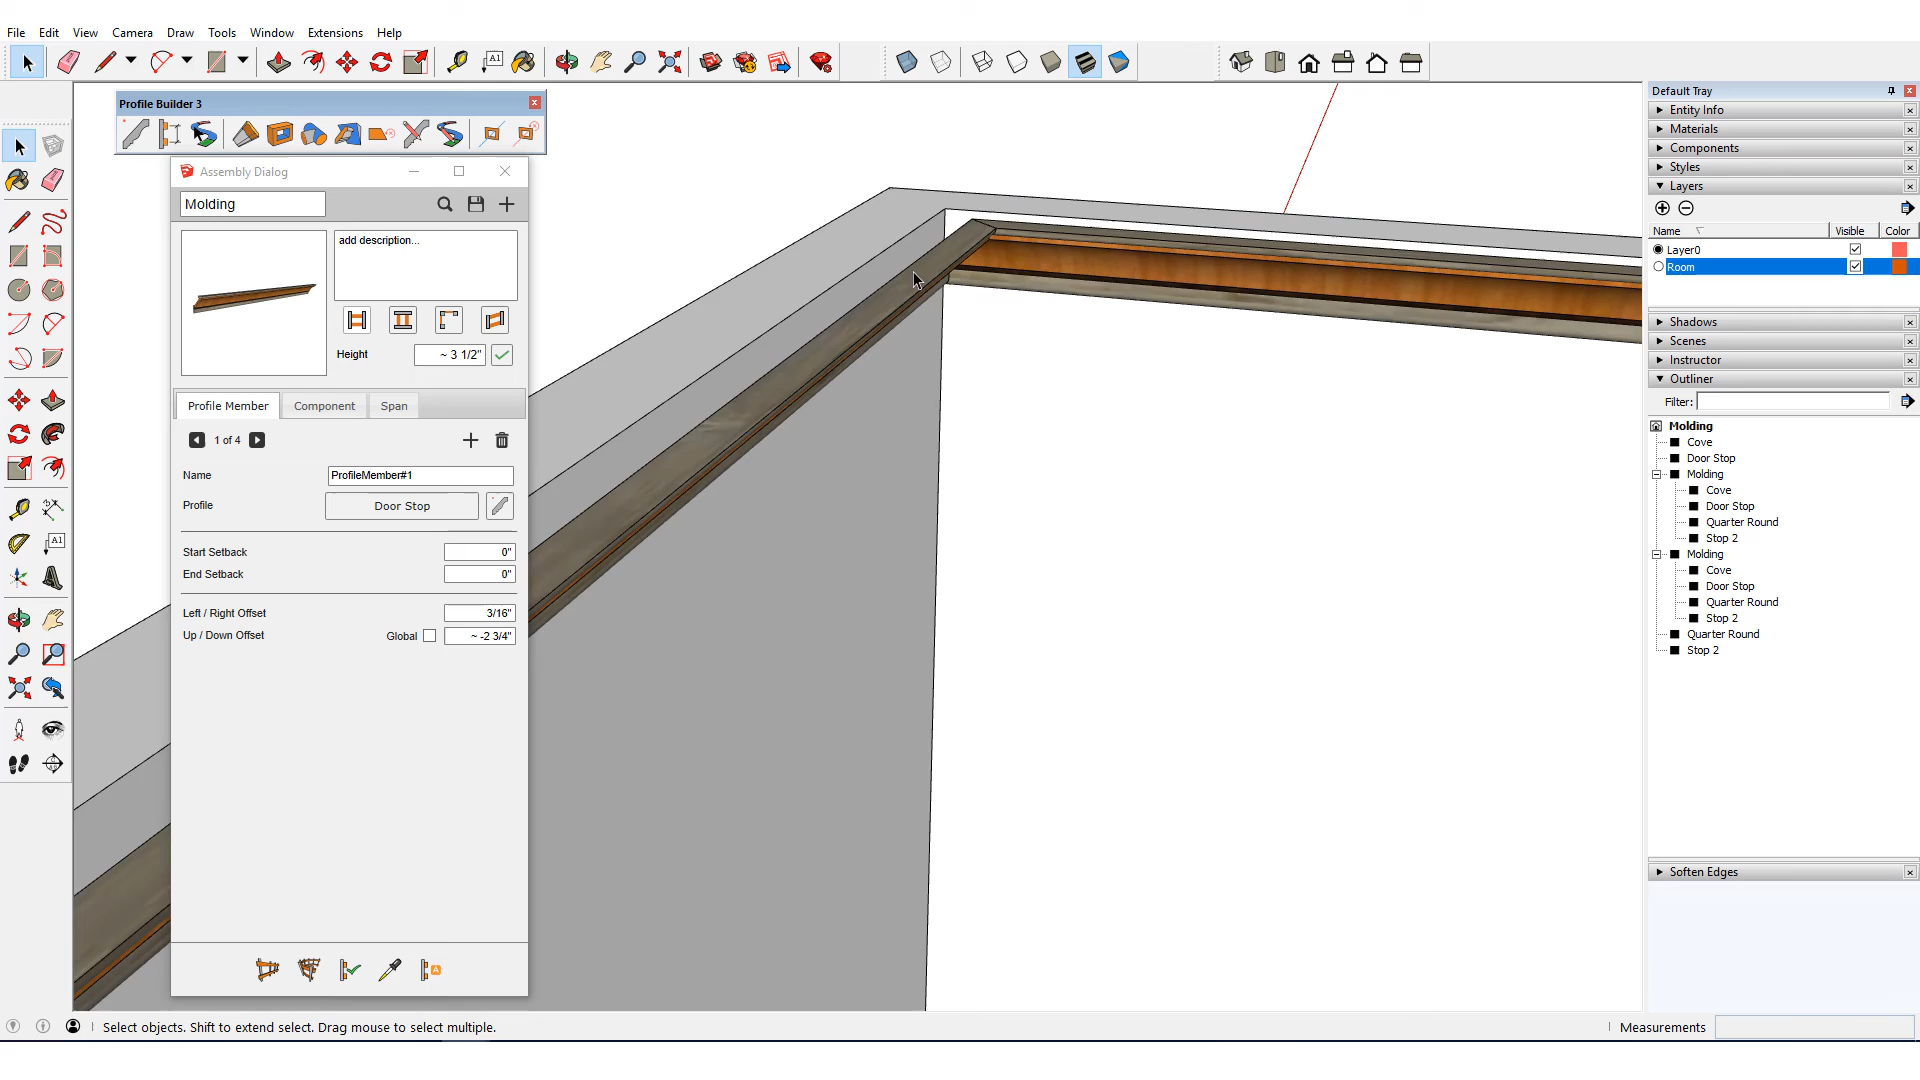 File Edit View Camera Draw Tools Window Extensions Help
A1
Profile Builder 3
Assembly Dialog
Molding
add description...
Height ~ 3 1/2"
Profile Member Component Span
1 of 4
Name ProfileMember#1
Profile Door Stop
Start Setback 0"
End Setback 0"
Left / Right Offset 3/16"
Up / Down Offset Global ~ -2 3/4"
A
A1
Default Tray
Entity Info
Materials
Components
Styles
Layers
Name Visible Color
Layer0
Room
Shadows
Scenes
Instructor
Outliner
Filter:
Molding
Cove
Door Stop
Molding
Cove
Door Stop
Quarter Round
Stop 2
Molding
Cove
Door Stop
Quarter Round
Stop 2
Quarter Round
Stop 2
Soften Edges
Select objects. Shift to extend select. Drag mouse to select multiple.
Measurements